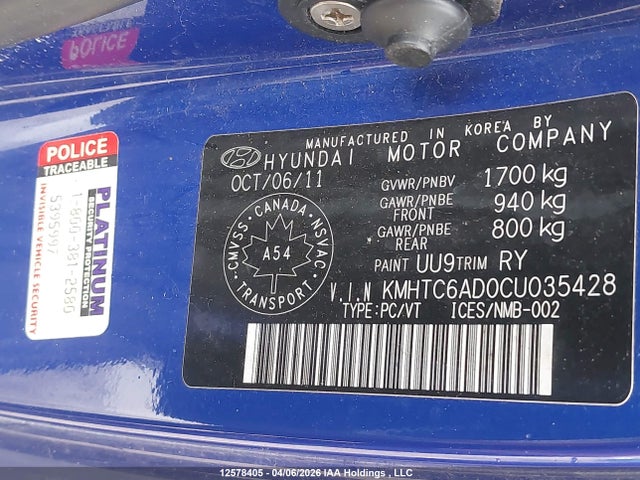 POLICE
POLICE
TRACEABLE
PLATINUM
SECURITY PROTECTION
1-800-381-2580
INVISIBLE VEHICLE SECURITY
5395997
MANUFACTURED IN KOREA BY
HYUNDAI MOTOR COMPANY
OCT/06/11
GVWR/PNBV 1700 kg
GAWR/PNBE FRONT 940 kg
GAWR/PNBE REAR 800 kg
CANADA
CMVSS
NSVAC
A54
TRANSPORT
PAINT UU9 TRIM RY
V.I.N KMHTC6AD0CU035428
TYPE:PC/VT ICES/NMB-002
12578405 - 04/06/2026 IAA Holdings , LLC